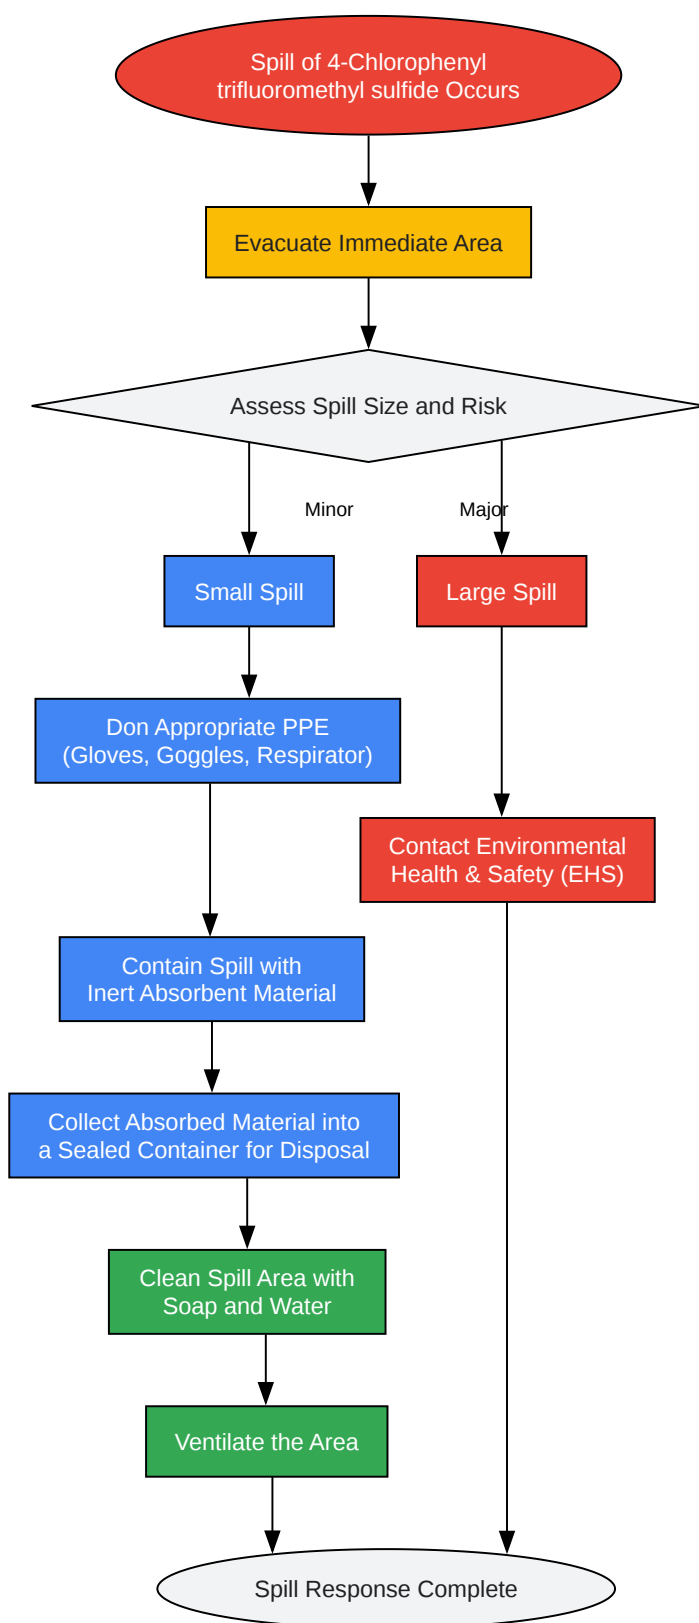 Spill of 4-Chlorophenyl
trifluoromethyl sulfide Occurs
Evacuate Immediate Area
Assess Spill Size and Risk
Minor
Major
Small Spill
Large Spill
Don Appropriate PPE
(Gloves, Goggles, Respirator)
Contact Environmental
Health & Safety (EHS)
Contain Spill with
Inert Absorbent Material
Collect Absorbed Material into
a Sealed Container for Disposal
Clean Spill Area with
Soap and Water
Ventilate the Area
Spill Response Complete